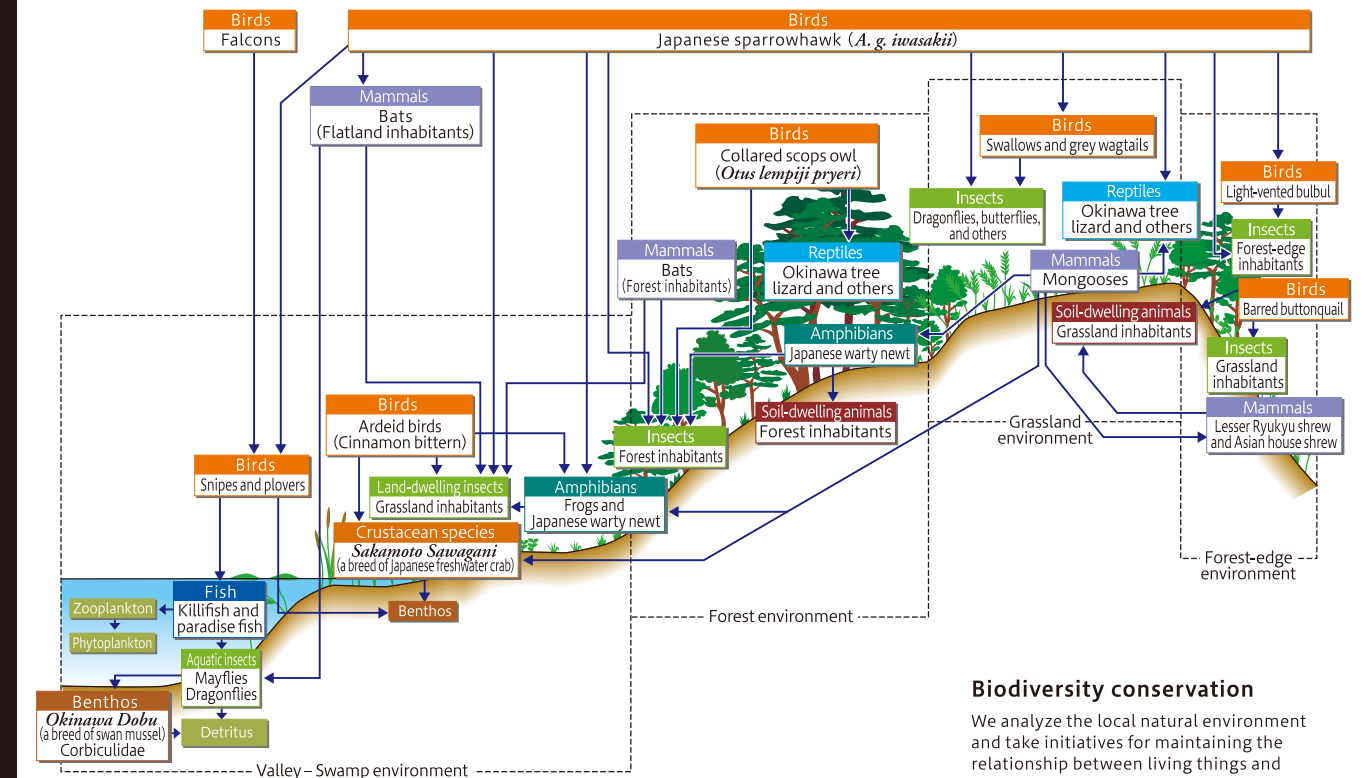 Birds
Falcons
Birds
Japanese sparrowhawk (A. g. iwasakii)
Mammals
Bats
(Flatland inhabitants)
Birds
Collared scops owl
(Otus lempiji pryeri)
Birds
Swallows and grey wagtails
Birds
Light-vented bulbul
Insects
Dragonflies, butterflies,
and others
Reptiles
Okinawa tree
lizard and others
Insects
Forest-edge
inhabitants
Mammals
Bats
(Forest inhabitants)
Reptiles
Okinawa tree
lizard and others
Mammals
Mongooses
Birds
Barred buttonquail
Soil-dwelling animals
Grassland inhabitants
Amphibians
Japanese warty newt
Insects
Grassland
inhabitants
Soil-dwelling animals
Forest inhabitants
Mammals
Lesser Ryukyu shrew
and Asian house shrew
Grassland
environment
Birds
Ardeid birds
(Cinnamon bittern)
Insects
Forest inhabitants
Birds
Snipes and plovers
Land-dwelling insects
Grassland inhabitants
Amphibians
Frogs and
Japanese warty newt
Crustacean species
Sakamoto Sawagani
(a breed of Japanese freshwater crab)
Forest-edge
environment
Fish
Killifish and
paradise fish
Zooplankton
Phytoplankton
Benthos
Forest environment
Aquatic insects
Mayflies
Dragonflies
Benthos
Okinawa Dobu
(a breed of swan mussel)
Corbiculidae
Detritus
Valley – Swamp environment
Biodiversity conservation
We analyze the local natural environment
and take initiatives for maintaining the
relationship between living things and